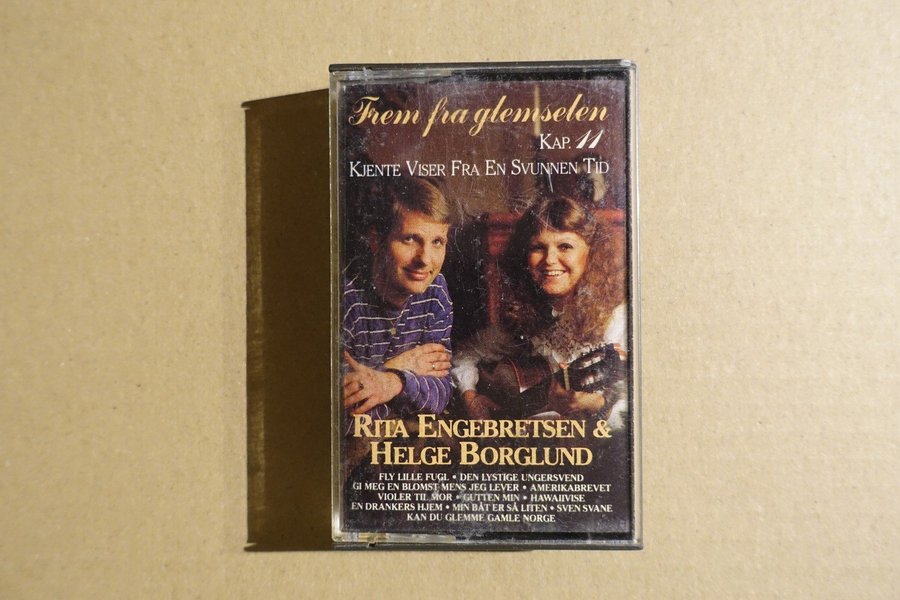 Frem fra glemselen
KAP. 11
KJENTE VISER FRA EN SVUNNEN TID
RITA ENGEBRETSEN &
HELGE BORGLUND
FLY LILLE FUGL • DEN LYSTIGE UNGERSVEND
GI MEG EN BLOMST MENS JEG LEVER • AMERIKABREVET
VIOLER TIL MOR • GUTTEN MIN • HAWAIIVISE
EN DRANKERS HJEM • MIN BÅT ER SÅ LITEN • SVEN SVANE
KAN DU GLEMME GAMLE NORGE